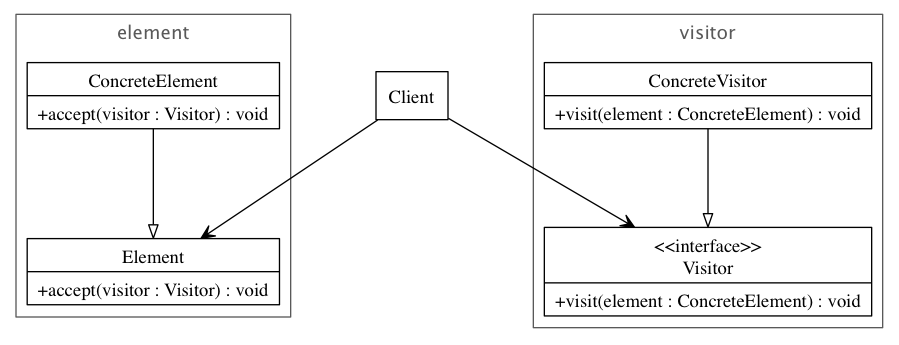 element
ConcreteElement
+accept(visitor : Visitor) : void
Element
+accept(visitor : Visitor) : void
Client
visitor
ConcreteVisitor
+visit(element : ConcreteElement) : void
<<interface>>
Visitor
+visit(element : ConcreteElement) : void